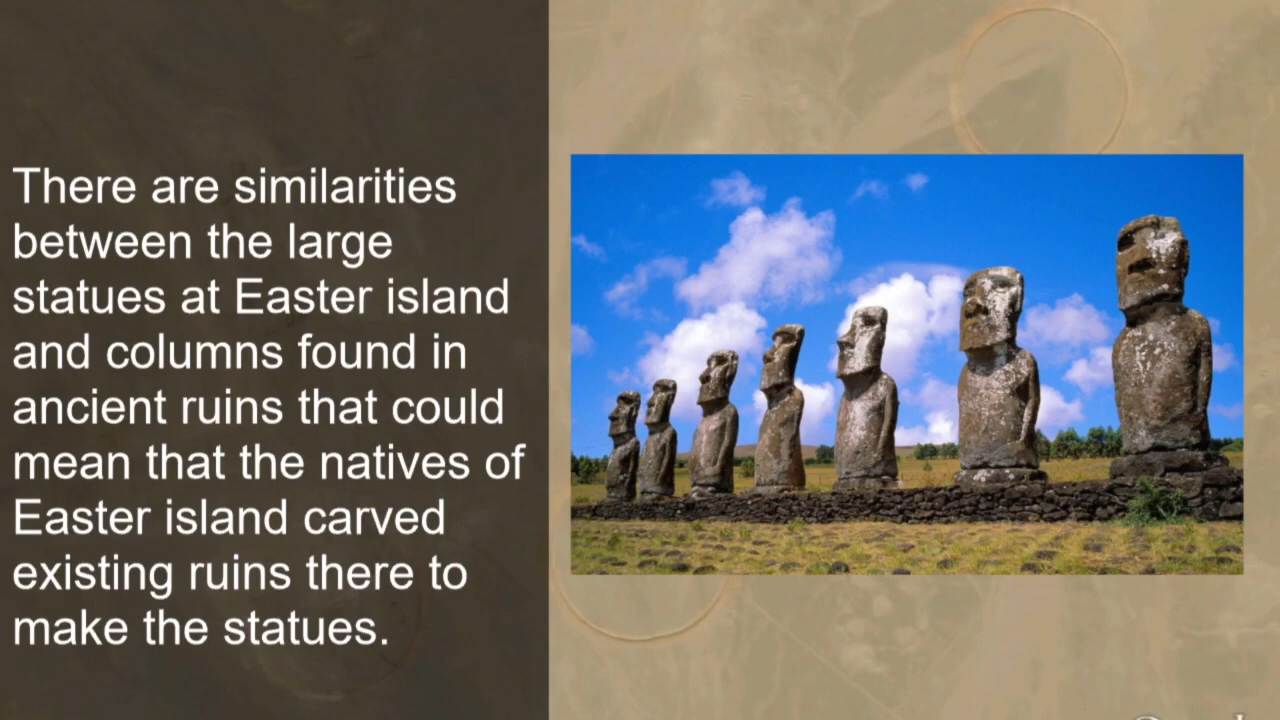 There are similarities
between the large
statues at Easter island
and columns found in
ancient ruins that could
mean that the natives of
Easter island carved
existing ruins there to
make the statues.